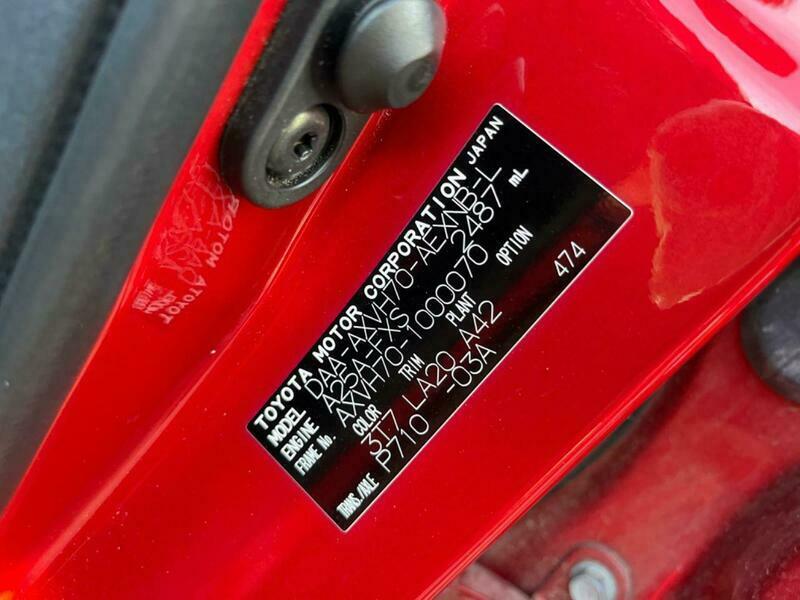 TOYOTA MOTOR CORPORATION JAPAN
MODEL DAA-AXVH70-AEXNB-L
ENGINE A25A-FXS 2487 mL
FRAME No. AXVH70-1000070
COLOR TRIM PLANT OPTION
3T7 LA20 A42 474
TRANS./AXLE P710 -03A